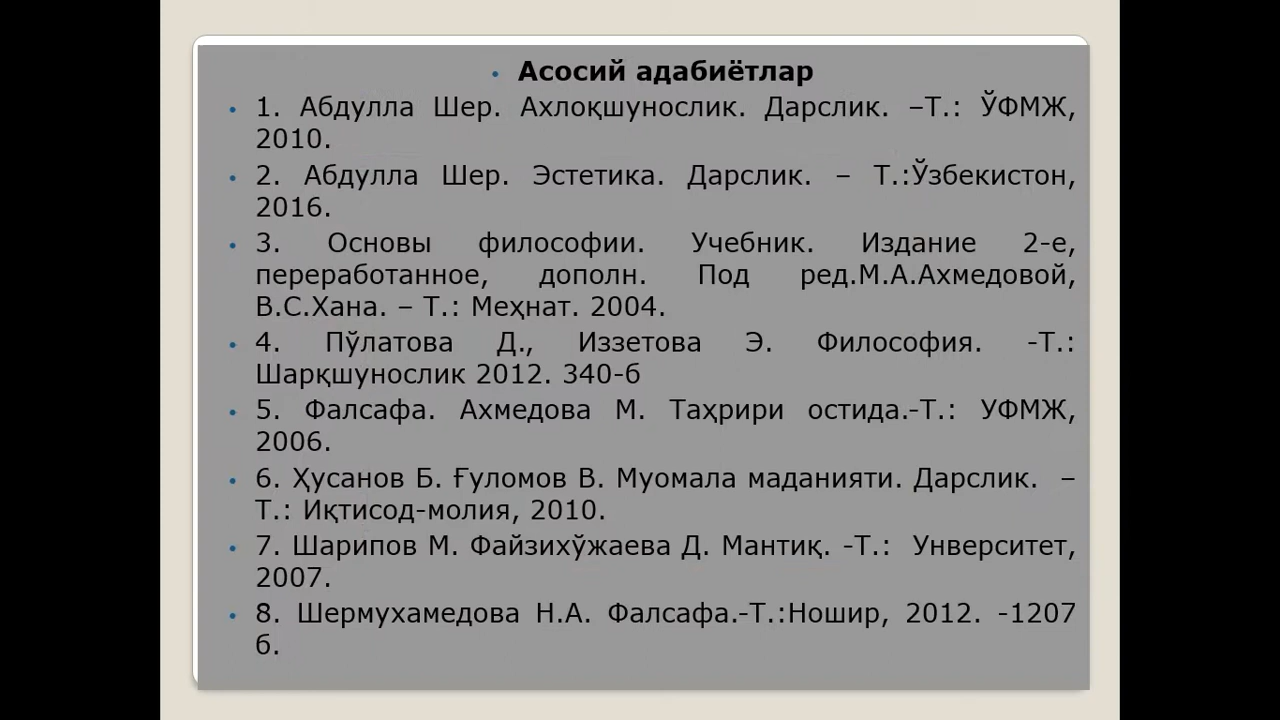 • Асосий адабиётлар
• 1. Абдулла Шер. Ахлоқшунослик. Дарслик. –Т.: ЎФМЖ,
2010.
• 2. Абдулла Шер. Эстетика. Дарслик. – Т.:Ўзбекистон,
2016.
• 3. Основы философии. Учебник. Издание 2-е,
переработанное, дополн. Под ред.М.А.Ахмедовой,
В.С.Хана. – Т.: Меҳнат. 2004.
• 4. Пўлатова Д., Иззетова Э. Философия. -Т.:
Шарқшунослик 2012. 340-б
• 5. Фалсафа. Ахмедова М. Таҳрири остида.-Т.: УФМЖ,
2006.
• 6. Ҳусанов Б. Ғуломов В. Муомала маданияти. Дарслик. –
Т.: Иқтисод-молия, 2010.
• 7. Шарипов М. Файзихўжаева Д. Мантиқ. -Т.: Унверситет,
2007.
• 8. Шермухамедова Н.А. Фалсафа.-Т.:Ношир, 2012. -1207
б.